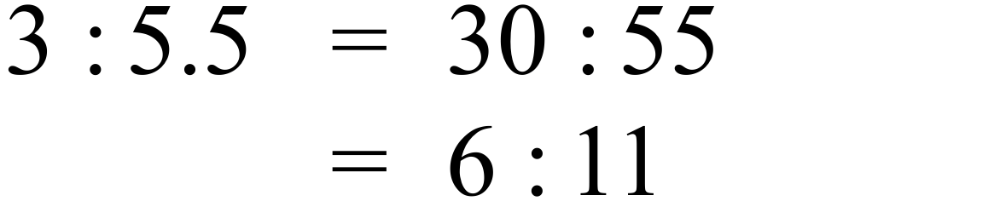 3 : 5.5 = 30 : 55
= 6 : 11